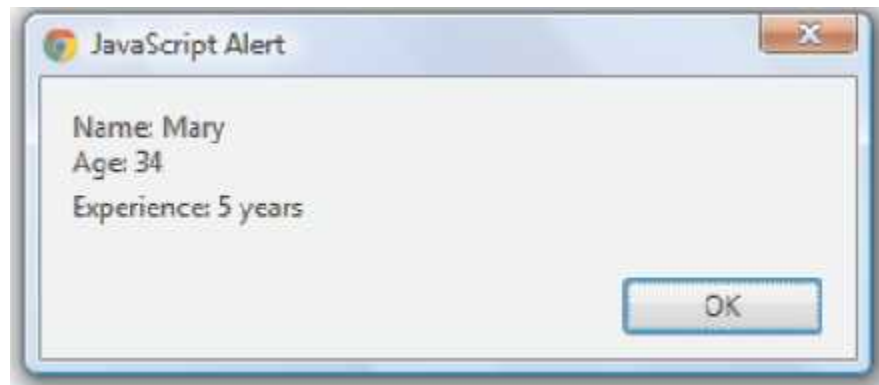 JavaScript Alert
Name: Mary
Age: 34
Experience: 5 years
OK